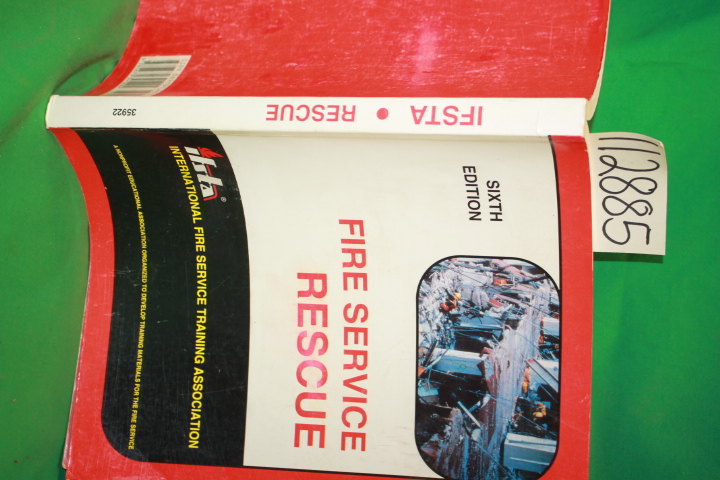 IFSTA • RESCUE
35922
SIXTH
EDITION
FIRE SERVICE
RESCUE
ifsta®
INTERNATIONAL FIRE SERVICE TRAINING ASSOCIATION
A NONPROFIT EDUCATIONAL ASSOCIATION ORGANIZED TO DEVELOP TRAINING MATERIALS FOR THE FIRE SERVICE
112885